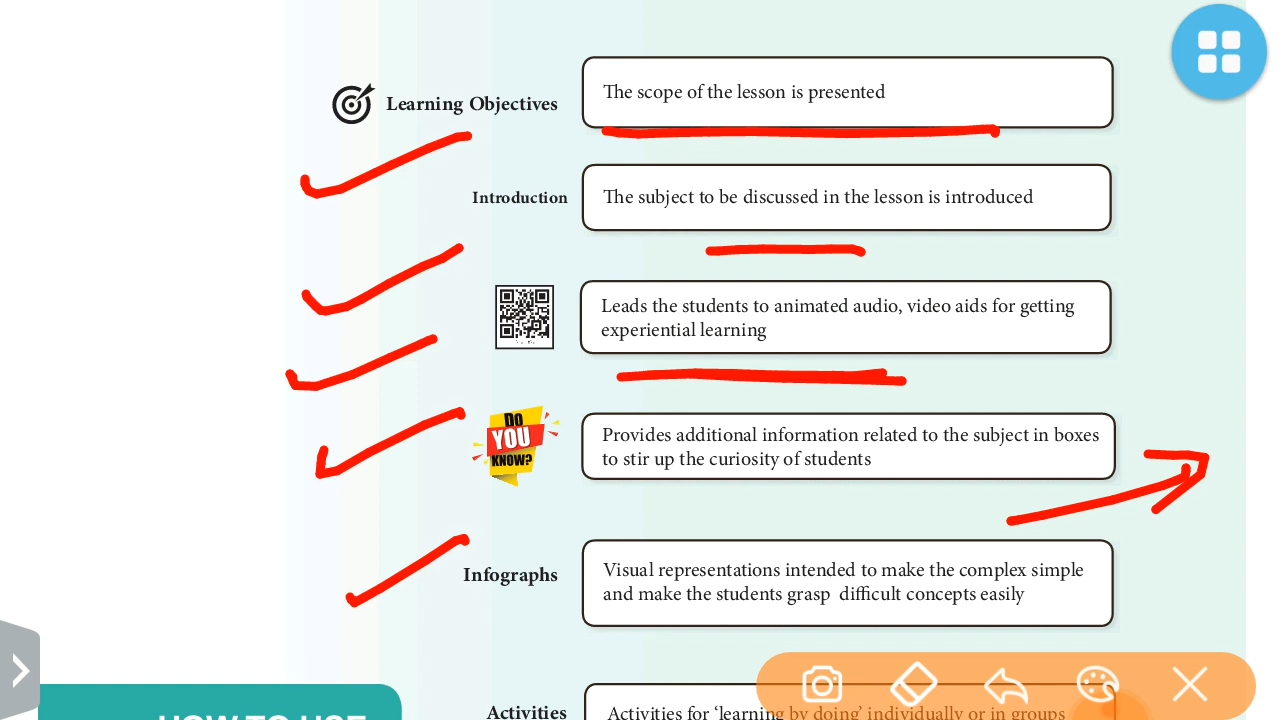 Learning Objectives
The scope of the lesson is presented
Introduction
The subject to be discussed in the lesson is introduced
Leads the students to animated audio, video aids for getting
experiential learning
DO
YOU
KNOW?
Provides additional information related to the subject in boxes
to stir up the curiosity of students
Infographs
Visual representations intended to make the complex simple
and make the students grasp difficult concepts easily
Activities
Activities for ‘learning by doing’ individually or in groups
HOW TO USE